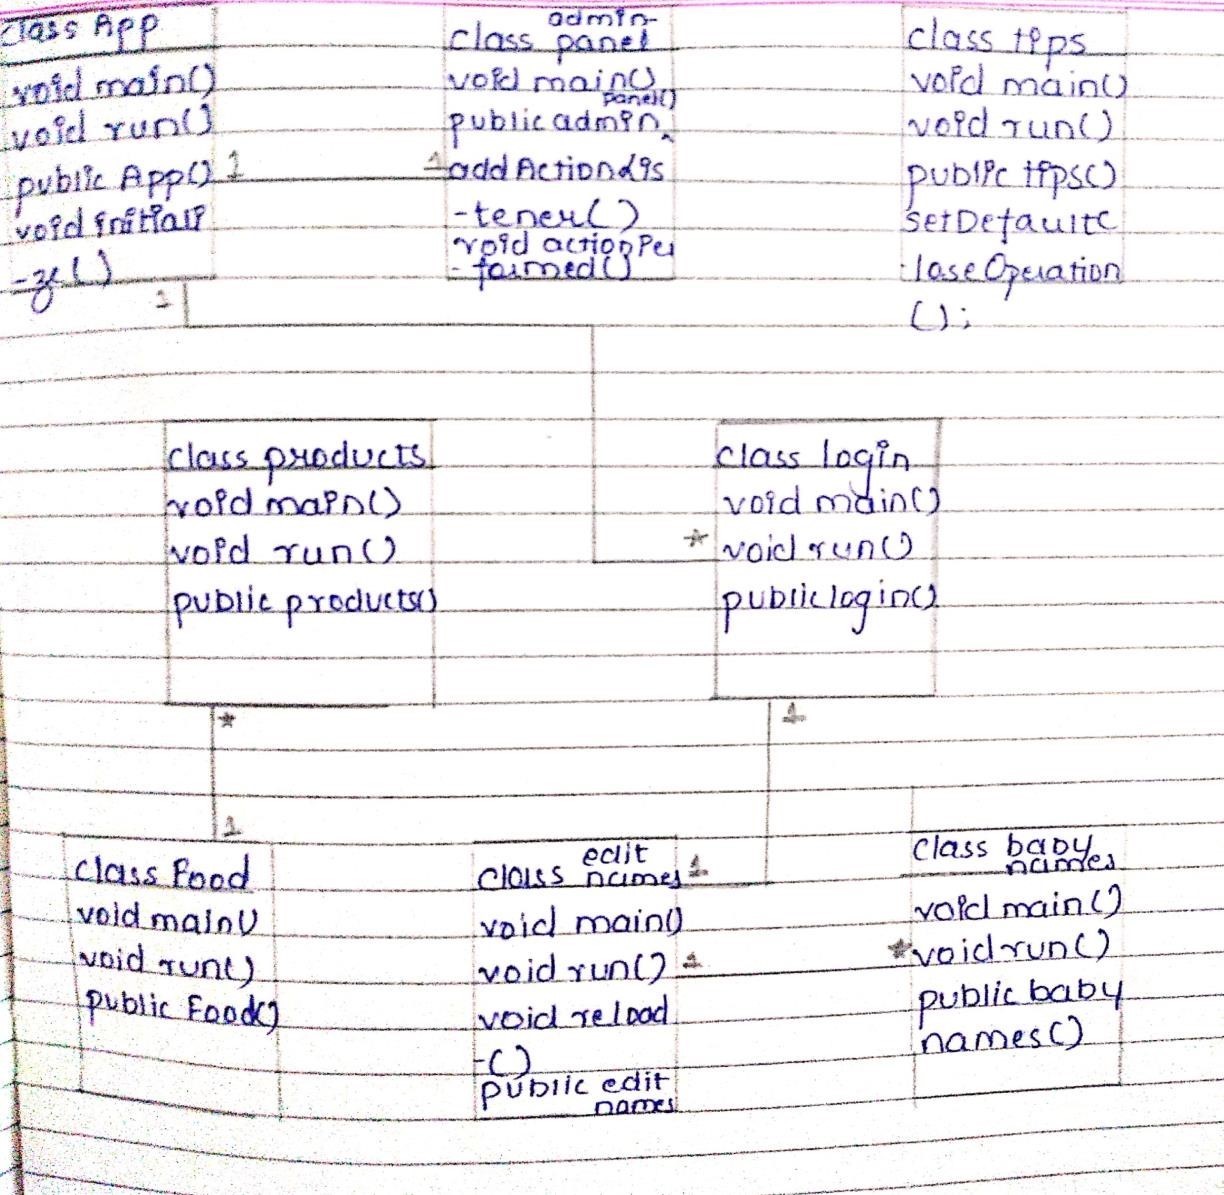 class App
void main()
void run()
public App() 1
void initiali
-ze()
1
admin-
class panel
void main()
panel()
public admin
1 add ActionLis
-tener()
void actionPer
-formed()
class tips
void main()
void run()
public tips()
setDefaultC
-loseOperation
();
class products
void main()
void run()
public products()
*
class login
void main()
* void run()
public login()
1
1
class Food
void main()
void run()
public Food()
edit
class names 1
void main()
void run() 1
void reload
-()
public edit
names
class baby
names
void main()
* void run()
public baby
names()